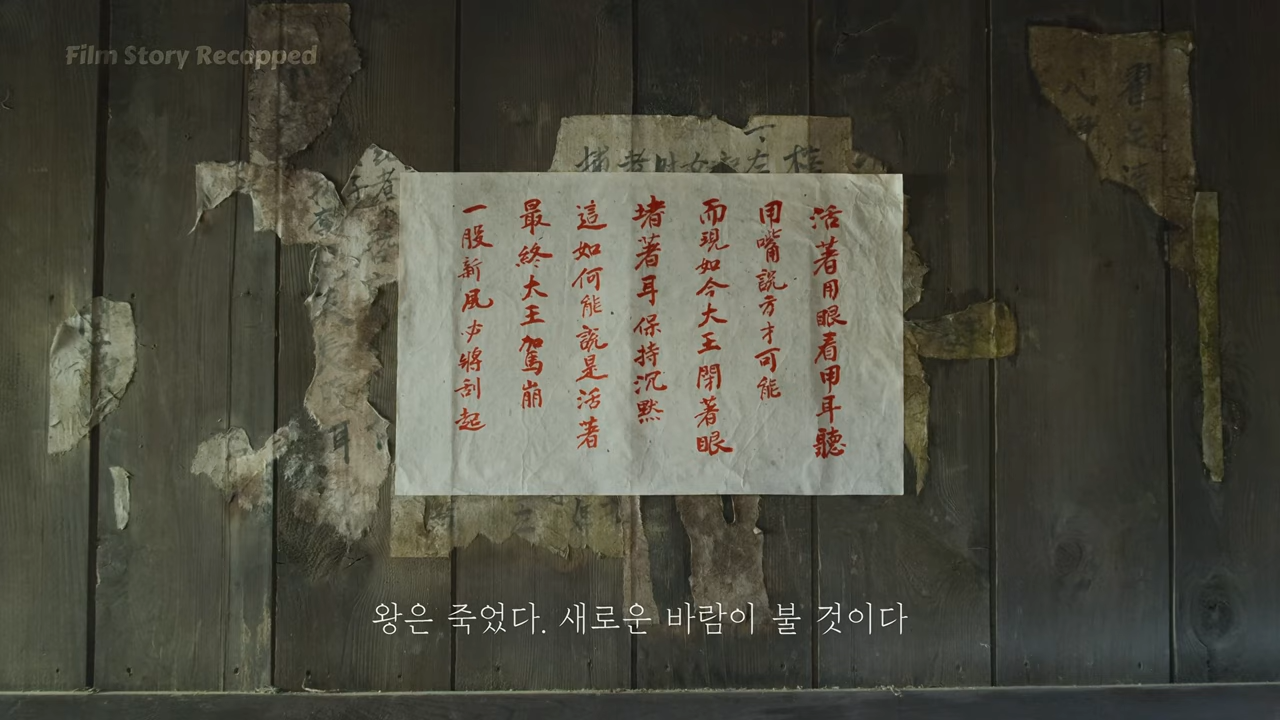 Film Story Recapped
活著用眼看用耳聽
用嘴說方才可能
而現如今大王閉著眼
堵著耳保持沉默
這如何能說是活著
最終大王駕崩
一股新風必將刮起
왕은 죽었다. 새로운 바람이 불 것이다